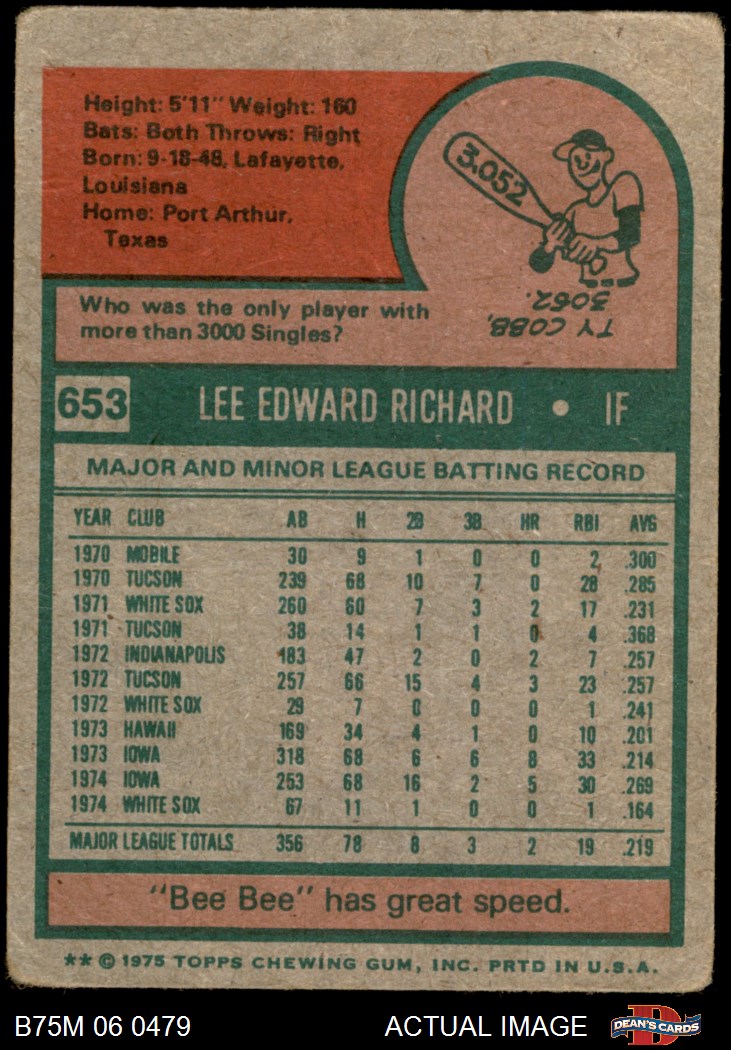 Height: 5'11" Weight: 160
Bats: Both Throws: Right
Born: 9-18-48, Lafayette,
Louisiana
Home: Port Arthur,
Texas
3,052
TY COBB,
3052.
Who was the only player with
more than 3000 Singles?
653 LEE EDWARD RICHARD • IF
MAJOR AND MINOR LEAGUE BATTING RECORD
YEAR CLUB AB H 2B 3B HR RBI AVG
1970 MOBILE 30 9 1 0 0 2 .300
1970 TUCSON 239 68 10 7 0 28 .285
1971 WHITE SOX 260 60 7 3 2 17 .231
1971 TUCSON 38 14 1 1 0 4 .368
1972 INDIANAPOLIS 183 47 2 0 2 7 .257
1972 TUCSON 257 66 15 4 3 23 .257
1972 WHITE SOX 29 7 0 0 0 1 .241
1973 HAWAII 169 34 4 1 0 10 .201
1973 IOWA 318 68 6 6 8 33 .214
1974 IOWA 253 68 16 2 5 30 .269
1974 WHITE SOX 67 11 1 0 0 1 .164
MAJOR LEAGUE TOTALS 356 78 8 3 2 19 .219
"Bee Bee" has great speed.
** © 1975 TOPPS CHEWING GUM, INC. PRTD IN U.S.A.
B75M 06 0479 ACTUAL IMAGE DEAN'S CARDS